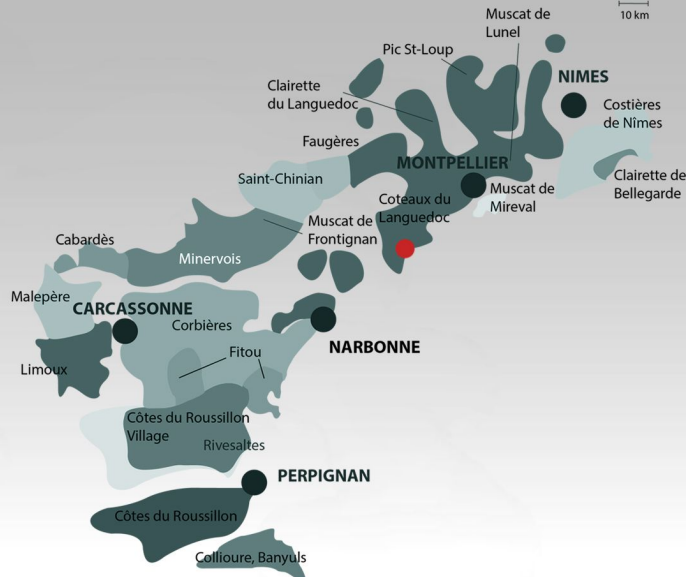 Muscat de
Lunel
10 km
Pic St-Loup
NIMES
Clairette
du Languedoc
Costières
de Nîmes
Faugères
MONTPELLIER
Saint-Chinian
Clairette de
Bellegarde
Muscat de
Mireval
Coteaux du
Languedoc
Muscat de
Frontignan
Cabardès
Minervois
Malepère
CARCASSONNE
Corbières
NARBONNE
Fitou
Limoux
Côtes du Roussillon
Village
Rivesaltes
PERPIGNAN
Côtes du Roussillon
Collioure, Banyuls